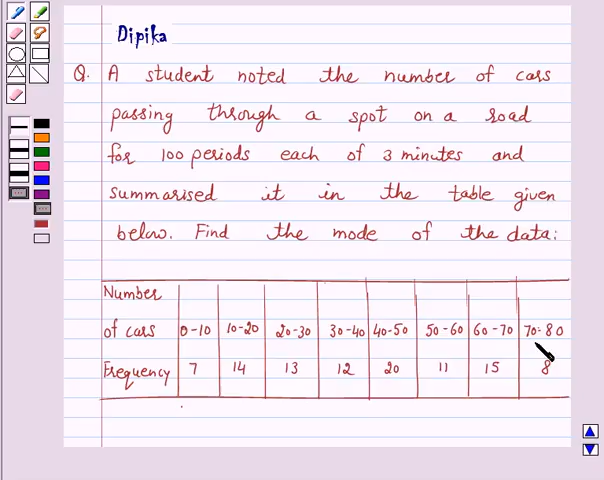 Dipika
Q. A student noted the number of cars
passing through a spot on a road
for 100 periods each of 3 minutes and
summarised it in the table given
below. Find the mode of the data:
Number
of cars 0-10 10-20 20-30 30-40 40-50 50-60 60-70 70-80
Frequency 7 14 13 12 20 11 15 8